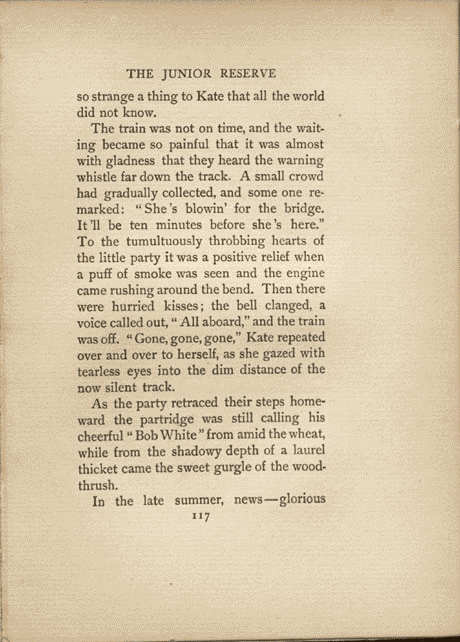 THE JUNIOR RESERVE
so strange a thing to Kate that all the world
did not know.
The train was not on time, and the wait-
ing became so painful that it was almost
with gladness that they heard the warning
whistle far down the track. A small crowd
had gradually collected, and some one re-
marked: “She’s blowin’ for the bridge.
It’ll be ten minutes before she’s here.”
To the tumultuously throbbing hearts of
the little party it was a positive relief when
a puff of smoke was seen and the engine
came rushing around the bend. Then there
were hurried kisses; the bell clanged, a
voice called out, “All aboard,” and the train
was off. “Gone, gone, gone,” Kate repeated
over and over to herself, as she gazed with
tearless eyes into the dim distance of the
now silent track.
As the party retraced their steps home-
ward the partridge was still calling his
cheerful “Bob White” from amid the wheat,
while from the shadowy depth of a laurel
thicket came the sweet gurgle of the wood-
thrush.
In the late summer, news—glorious
117